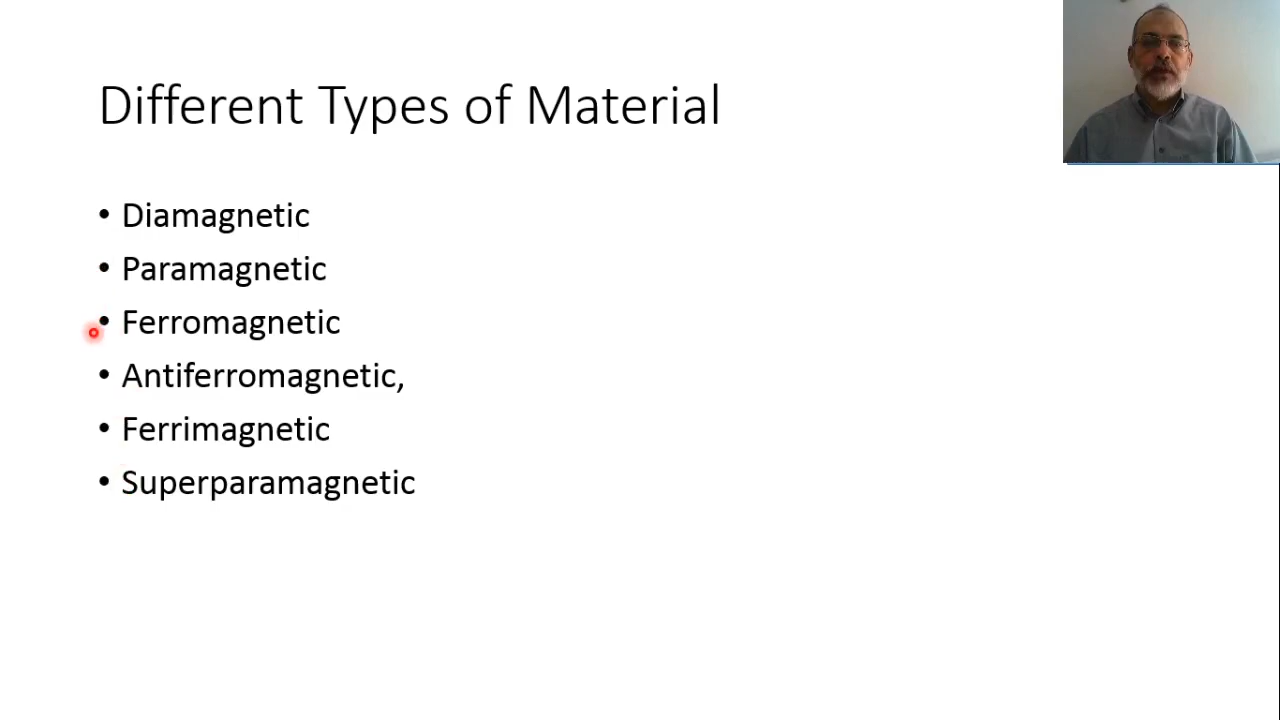 Different Types of Material
• Diamagnetic
• Paramagnetic
• Ferromagnetic
• Antiferromagnetic,
• Ferrimagnetic
• Superparamagnetic